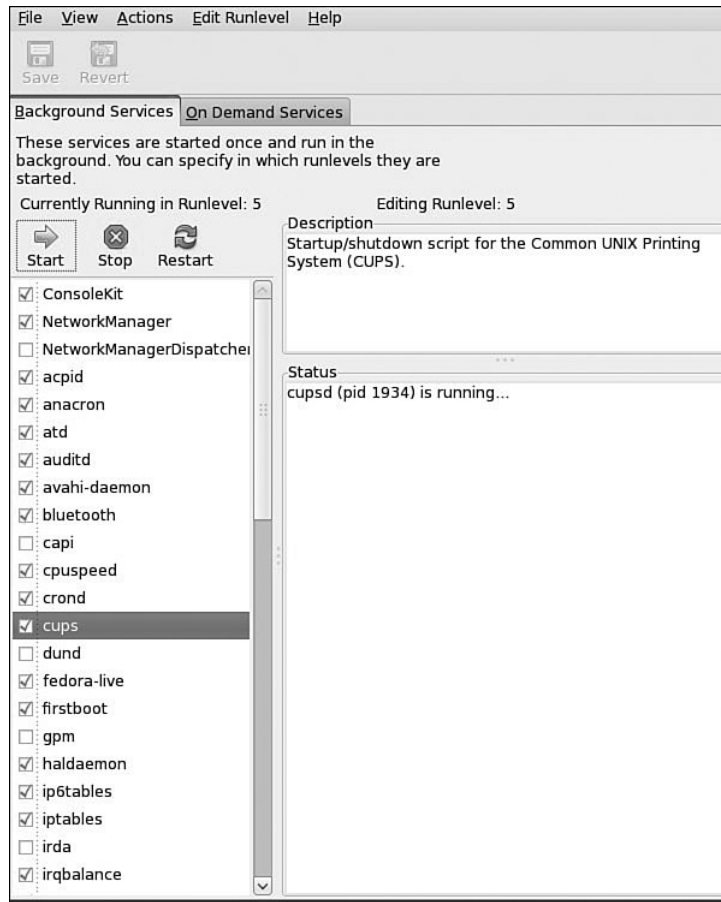 File View Actions Edit Runlevel Help
Save Revert
Background Services On Demand Services
These services are started once and run in the
background. You can specify in which runlevels they are
started.
Currently Running in Runlevel: 5 Editing Runlevel: 5
Start Stop Restart
ConsoleKit
NetworkManager
NetworkManagerDispatcher
acpid
anacron
atd
auditd
avahi-daemon
bluetooth
capi
cpuspeed
crond
cups
dund
fedora-live
firstboot
gpm
haldaemon
ip6tables
iptables
irda
irqbalance
Description
Startup/shutdown script for the Common UNIX Printing
System (CUPS).
Status
cupsd (pid 1934) is running...